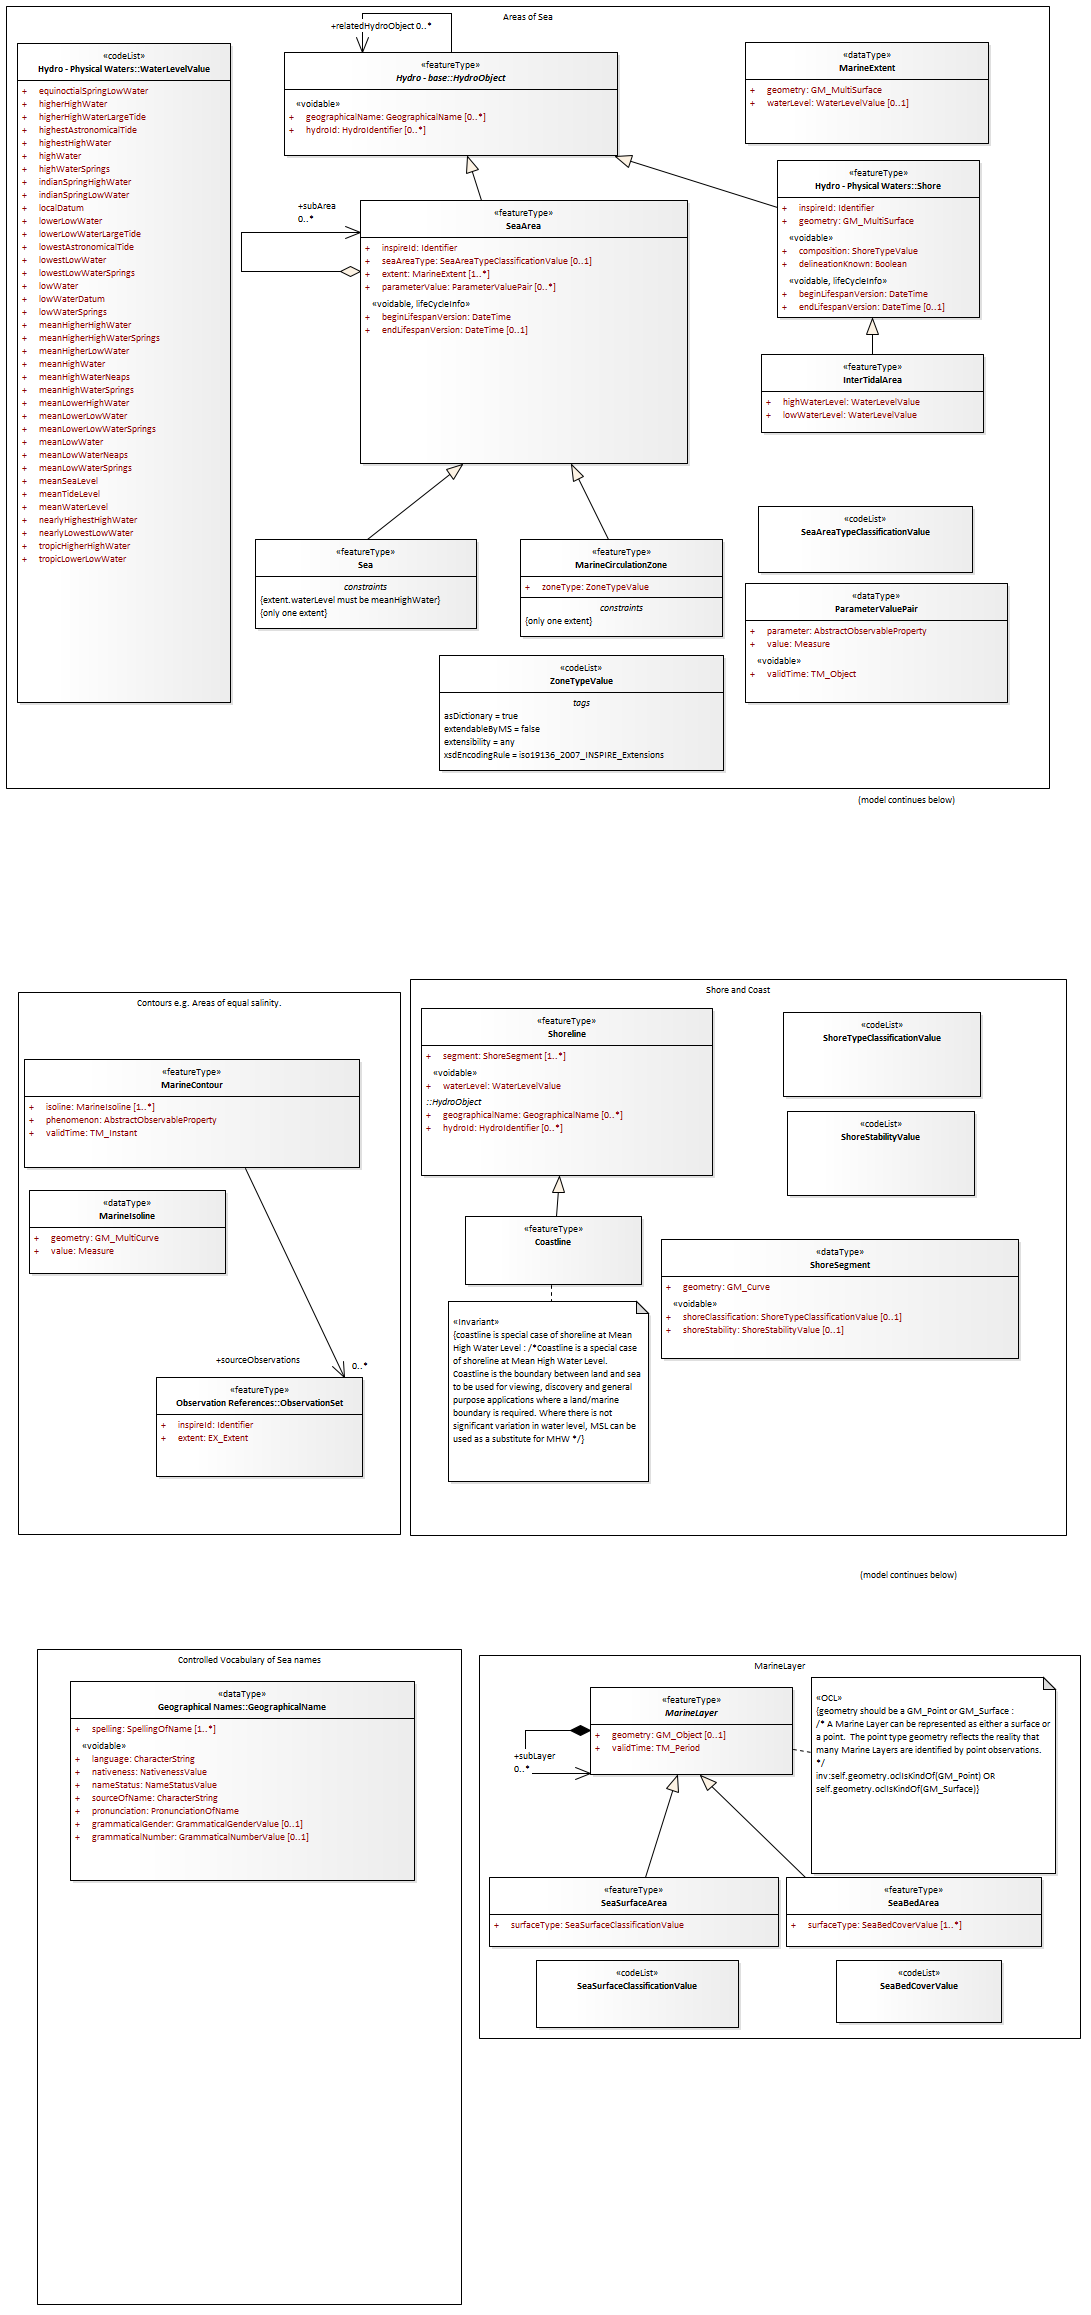 Areas of Sea
«codeList»
Hydro - Physical Waters::WaterLevelValue
+ equinoctialSpringLowWater
+ higherHighWater
+ higherHighWaterLargeTide
+ highestAstronomicalTide
+ highestHighWater
+ highWater
+ highWaterSprings
+ indianSpringHighWater
+ indianSpringLowWater
+ localDatum
+ lowerLowWater
+ lowerLowWaterLargeTide
+ lowestAstronomicalTide
+ lowestLowWater
+ lowestLowWaterSprings
+ lowWater
+ lowWaterDatum
+ lowWaterSprings
+ meanHigherHighWater
+ meanHigherHighWaterSprings
+ meanHigherLowWater
+ meanHighWater
+ meanHighWaterNeaps
+ meanHighWaterSprings
+ meanLowerHighWater
+ meanLowerLowWater
+ meanLowerLowWaterSprings
+ meanLowWater
+ meanLowWaterNeaps
+ meanLowWaterSprings
+ meanSeaLevel
+ meanTideLevel
+ meanWaterLevel
+ nearlyHighestHighWater
+ nearlyLowestLowWater
+ tropicHigherHighWater
+ tropicLowerLowWater
+relatedHydroObject 0..*
«featureType»
Hydro - base::HydroObject
«voidable»
+ geographicalName: GeographicalName [0..*]
+ hydroId: HydroIdentifier [0..*]
«dataType»
MarineExtent
+ geometry: GM_MultiSurface
+ waterLevel: WaterLevelValue [0..1]
«featureType»
Hydro - Physical Waters::Shore
+ inspireId: Identifier
+ geometry: GM_MultiSurface
«voidable»
+ composition: ShoreTypeValue
+ delineationKnown: Boolean
«voidable, lifeCycleInfo»
+ beginLifespanVersion: DateTime
+ endLifespanVersion: DateTime [0..1]
+subArea
0..*
«featureType»
SeaArea
+ inspireId: Identifier
+ seaAreaType: SeaAreaTypeClassificationValue [0..1]
+ extent: MarineExtent [1..*]
+ parameterValue: ParameterValuePair [0..*]
«voidable, lifeCycleInfo»
+ beginLifespanVersion: DateTime
+ endLifespanVersion: DateTime [0..1]
«featureType»
InterTidalArea
+ highWaterLevel: WaterLevelValue
+ lowWaterLevel: WaterLevelValue
«codeList»
SeaAreaTypeClassificationValue
«featureType»
Sea
constraints
{extent.waterLevel must be meanHighWater}
{only one extent}
«featureType»
MarineCirculationZone
+ zoneType: ZoneTypeValue
constraints
{only one extent}
«dataType»
ParameterValuePair
+ parameter: AbstractObservableProperty
+ value: Measure
«voidable»
+ validTime: TM_Object
«codeList»
ZoneTypeValue
tags
asDictionary = true
extendableByMS = false
extensibility = any
xsdEncodingRule = iso19136_2007_INSPIRE_Extensions
(model continues below)
Contours e.g. Areas of equal salinity.
«featureType»
MarineContour
+ isoline: MarineIsoline [1..*]
+ phenomenon: AbstractObservableProperty
+ validTime: TM_Instant
«dataType»
MarineIsoline
+ geometry: GM_MultiCurve
+ value: Measure
+sourceObservations
0..*
«featureType»
Observation References::ObservationSet
+ inspireId: Identifier
+ extent: EX_Extent
Shore and Coast
«featureType»
Shoreline
+ segment: ShoreSegment [1..*]
«voidable»
+ waterLevel: WaterLevelValue
::HydroObject
+ geographicalName: GeographicalName [0..*]
+ hydroId: HydroIdentifier [0..*]
«codeList»
ShoreTypeClassificationValue
«codeList»
ShoreStabilityValue
«featureType»
Coastline
«dataType»
ShoreSegment
+ geometry: GM_Curve
«voidable»
+ shoreClassification: ShoreTypeClassificationValue [0..1]
+ shoreStability: ShoreStabilityValue [0..1]
«Invariant»
{coastline is special case of shoreline at Mean
High Water Level : /*Coastline is a special case
of shoreline at Mean High Water Level.
Coastline is the boundary between land and sea
to be used for viewing, discovery and general
purpose applications where a land/marine
boundary is required. Where there is not
significant variation in water level, MSL can be
used as a substitute for MHW */}
(model continues below)
Controlled Vocabulary of Sea names
«dataType»
Geographical Names::GeographicalName
+ spelling: SpellingOfName [1..*]
«voidable»
+ language: CharacterString
+ nativeness: NativenessValue
+ nameStatus: NameStatusValue
+ sourceOfName: CharacterString
+ pronunciation: PronunciationOfName
+ grammaticalGender: GrammaticalGenderValue [0..1]
+ grammaticalNumber: GrammaticalNumberValue [0..1]
MarineLayer
«featureType»
MarineLayer
+ geometry: GM_Object [0..1]
+ validTime: TM_Period
+subLayer
0..*
«OCL»
{geometry should be a GM_Point or GM_Surface :
/* A Marine Layer can be represented as either a surface or
a point. The point type geometry reflects the reality that
many Marine Layers are identified by point observations.
*/
inv:self.geometry.oclIsKindOf(GM_Point) OR
self.geometry.oclIsKindOf(GM_Surface)}
«featureType»
SeaSurfaceArea
+ surfaceType: SeaSurfaceClassificationValue
«featureType»
SeaBedArea
+ surfaceType: SeaBedCoverValue [1..*]
«codeList»
SeaSurfaceClassificationValue
«codeList»
SeaBedCoverValue